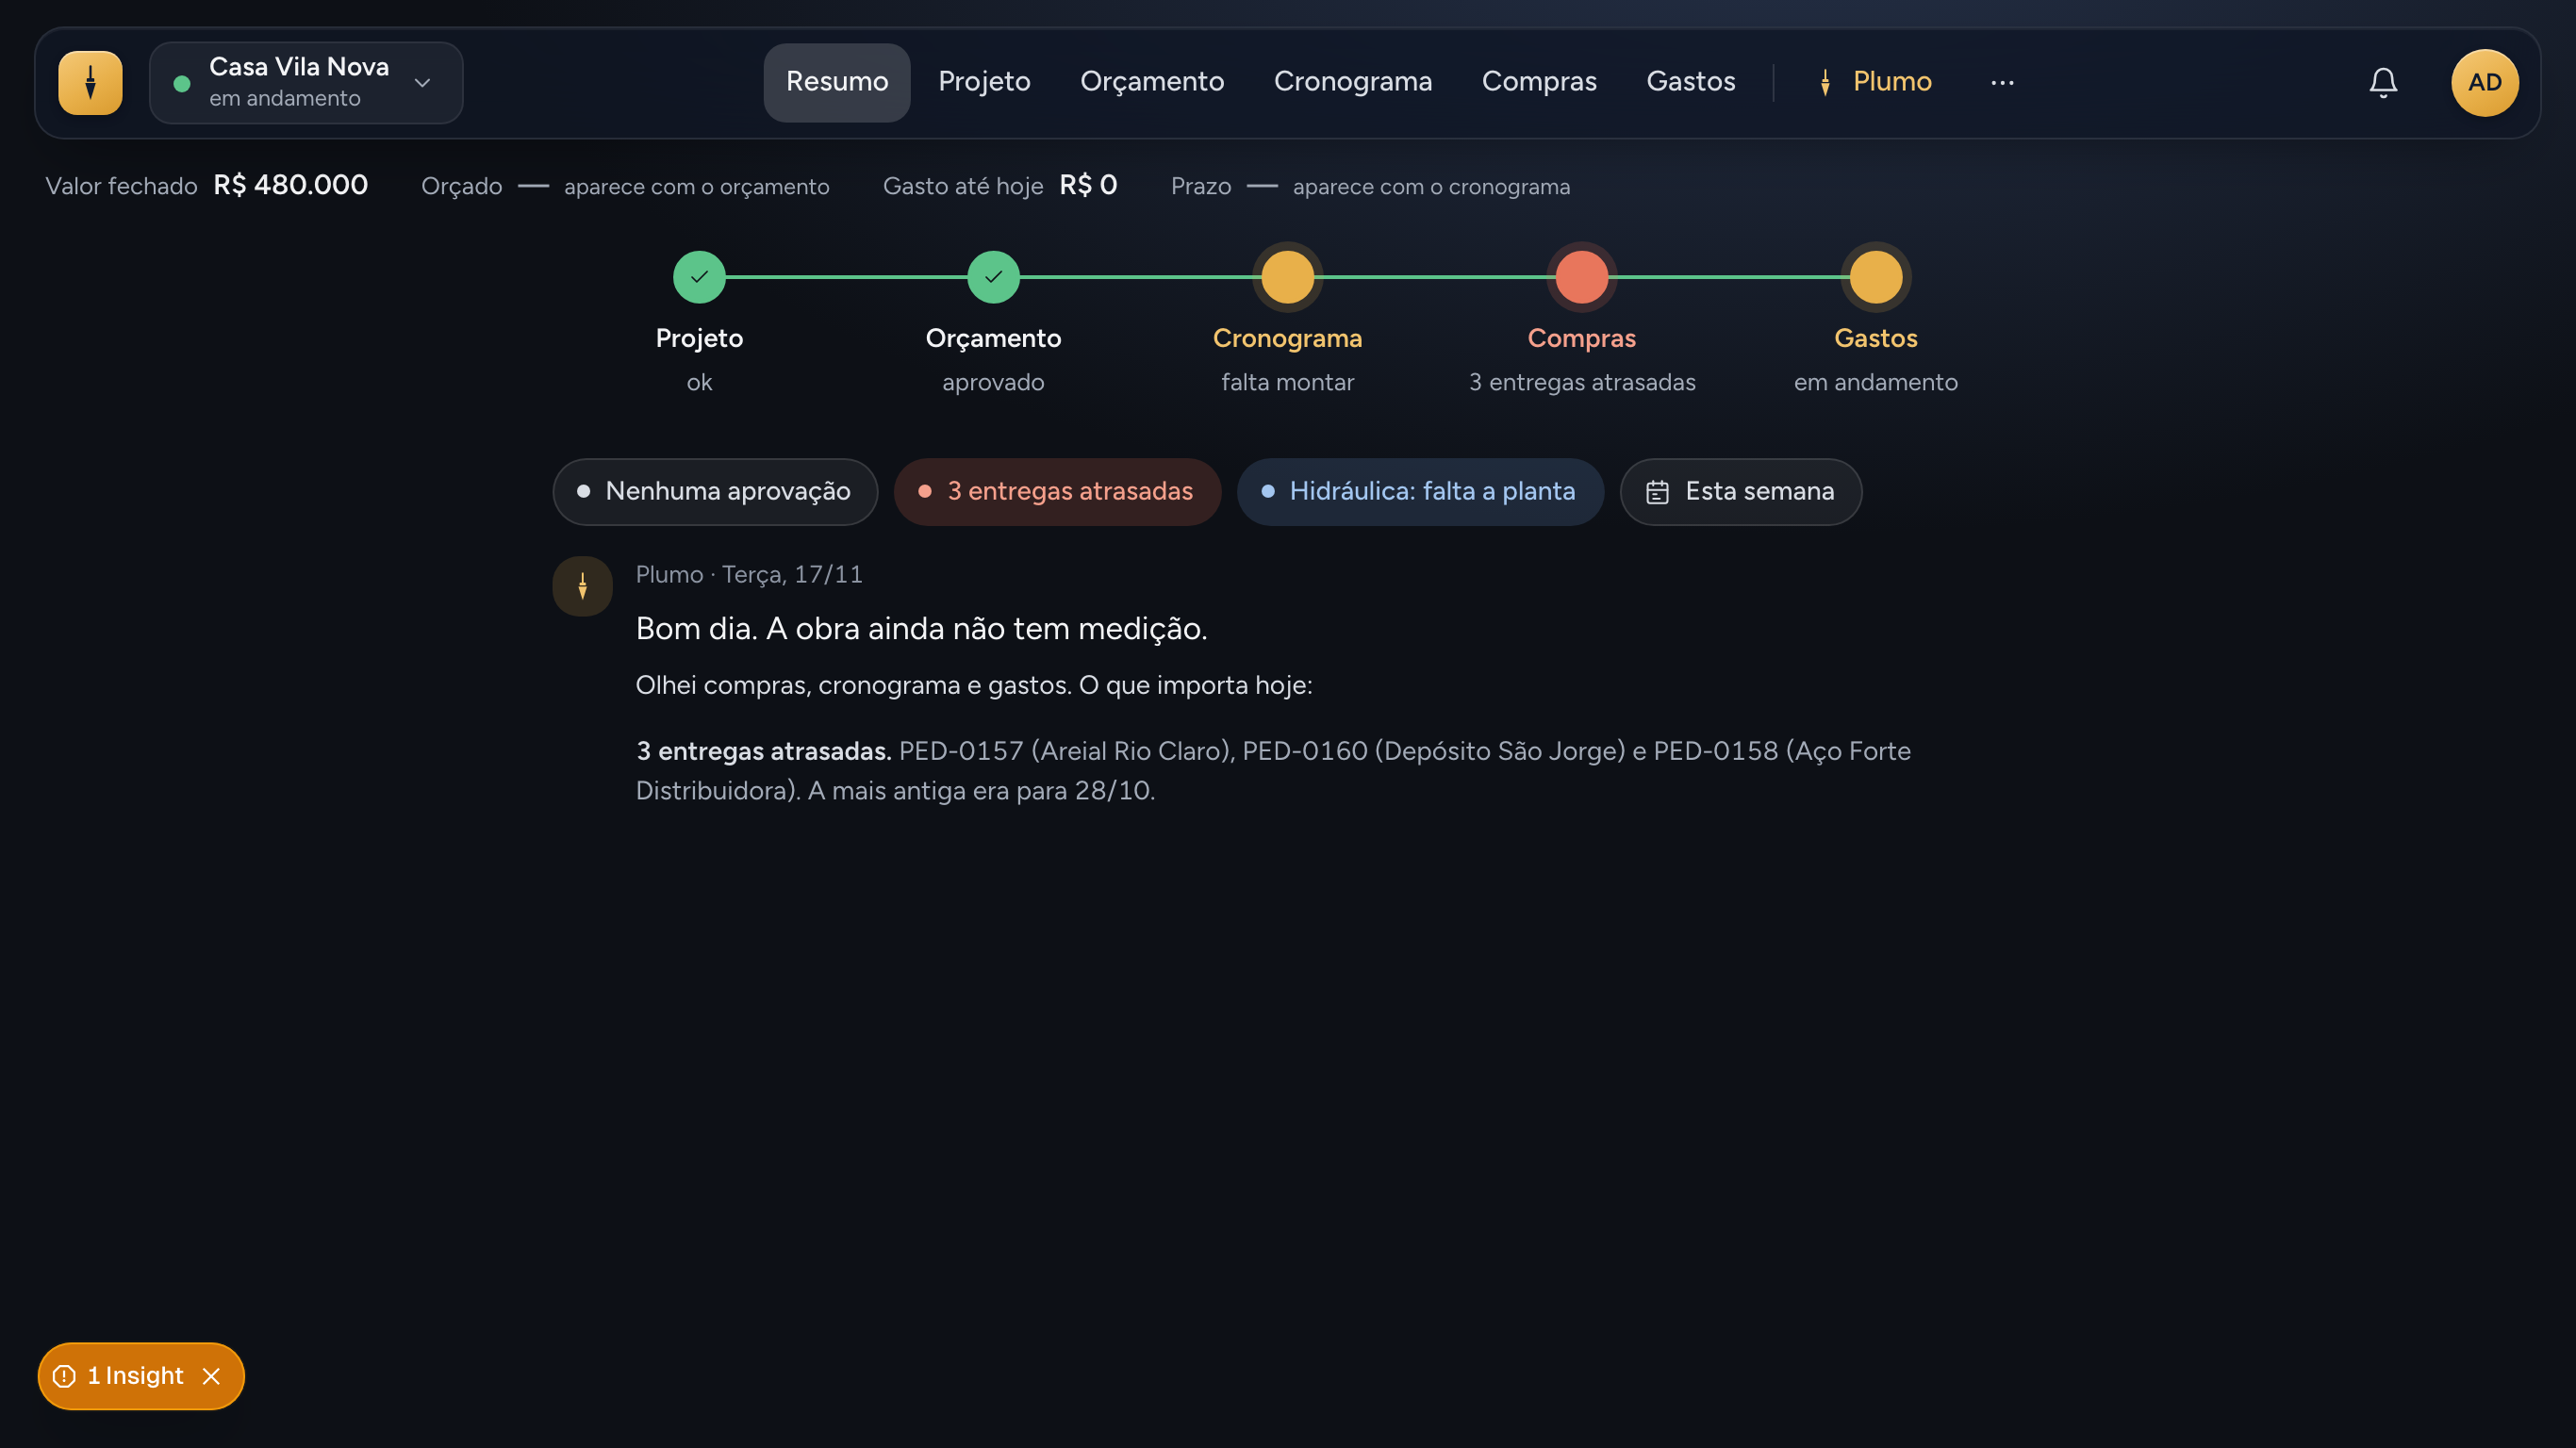 Casa Vila Nova
em andamento
Resumo
Projeto
Orçamento
Cronograma
Compras
Gastos
Plumo
AD
Valor fechado R$ 480.000
Orçado — aparece com o orçamento
Gasto até hoje R$ 0
Prazo — aparece com o cronograma
Projeto
ok
Orçamento
aprovado
Cronograma
falta montar
Compras
3 entregas atrasadas
Gastos
em andamento
Nenhuma aprovação
3 entregas atrasadas
Hidráulica: falta a planta
Esta semana
Plumo · Terça, 17/11
Bom dia. A obra ainda não tem medição.
Olhei compras, cronograma e gastos. O que importa hoje:
3 entregas atrasadas. PED-0157 (Areial Rio Claro), PED-0160 (Depósito São Jorge) e PED-0158 (Aço Forte
Distribuidora). A mais antiga era para 28/10.
1 Insight